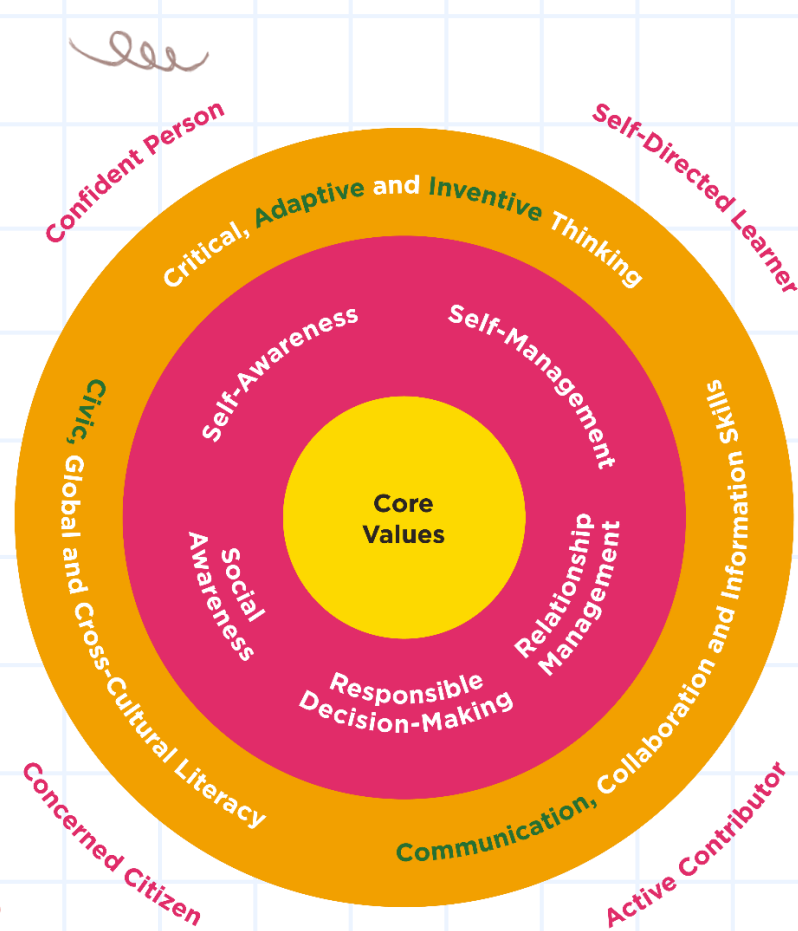 Confident Person
Self-Directed Learner
Critical, Adaptive and Inventive Thinking
Self-Awareness
Self-Management
Civic, Global and Cross-Cultural Literacy
Communication, Collaboration and Information Skills
Core
Values
Social
Awareness
Relationship
Management
Responsible
Decision-Making
Concerned Citizen
Active Contributor